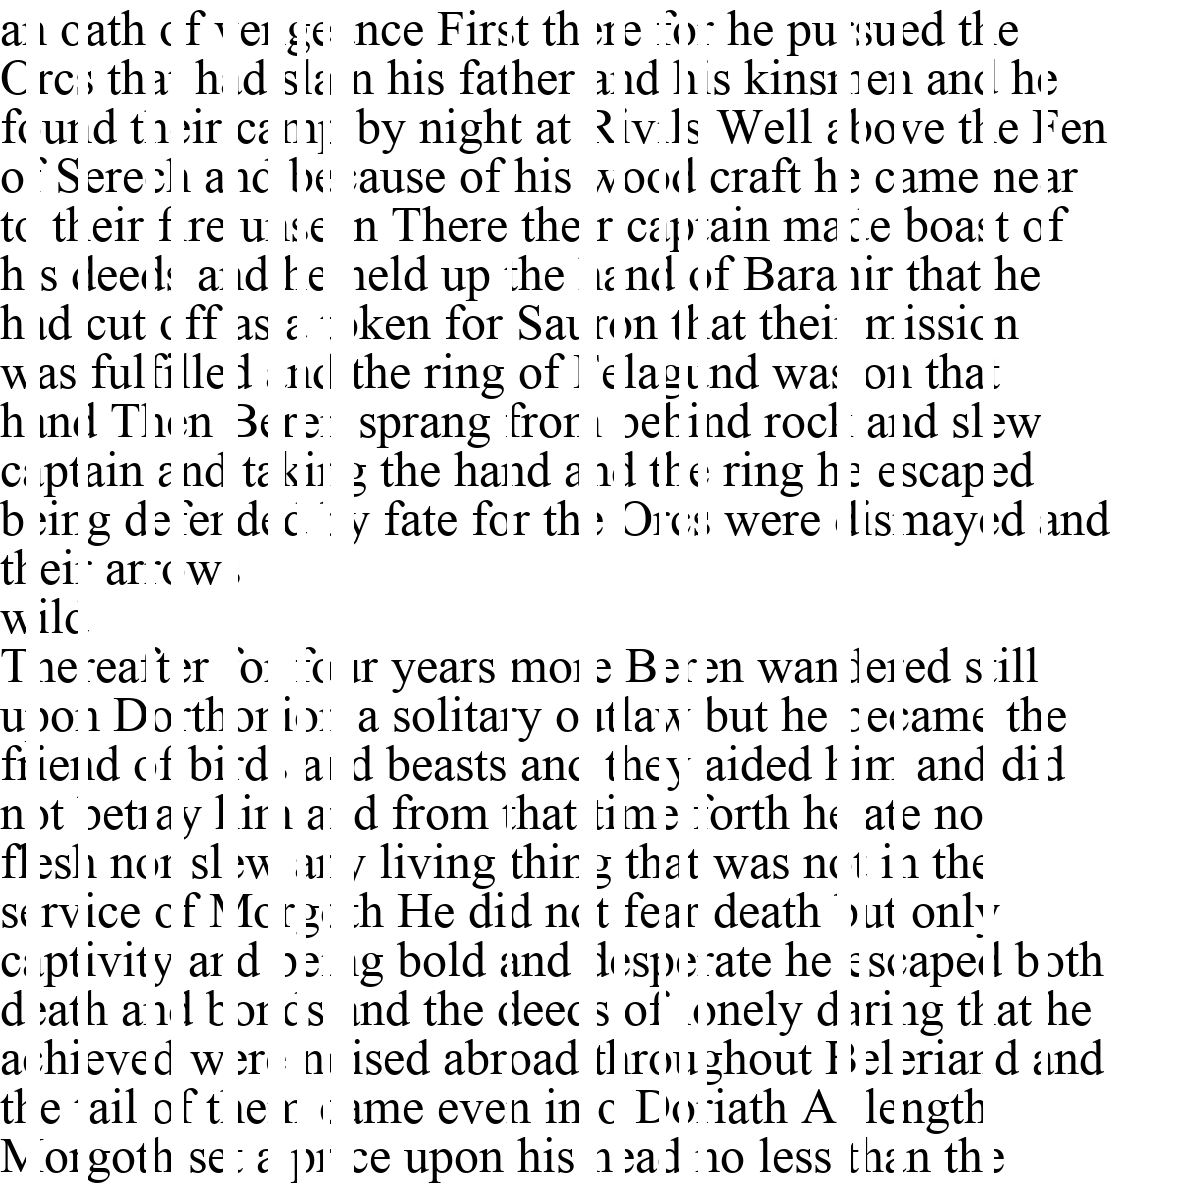 an oath of vengeance First therefore he pursued the
Orcs that had slain his father and his kinsmen and he
found their camp by night at Rivils Well above the Fen
of Serech and because of his woodcraft he came near
to their fire unseen There their captain made boast of
his deeds and he held up the hand of Barahir that he
had cut off as a token for Sauron that their mission
was fulfilled and the ring of Felagund was on that
hand Then Beren sprang from behind rock and slew
captain and taking the hand and the ring he escaped
being defended by fate for the Orcs were dismayed and
their arrows
wild
Thereafter for four years more Beren wandered still
upon Dorthonion a solitary outlaw but he became the
friend of birds and beasts and they aided him and did
not betray him and from that time forth he ate no
flesh nor slew any living thing that was not in the
service of Morgoth He did not fear death but only
captivity and being bold and desperate he escaped both
death and bonds and the deeds of lonely daring that he
achieved were noised abroad throughout Beleriand and
the tail of them came even into Doriath At length
Morgoth set a price upon his head no less than the